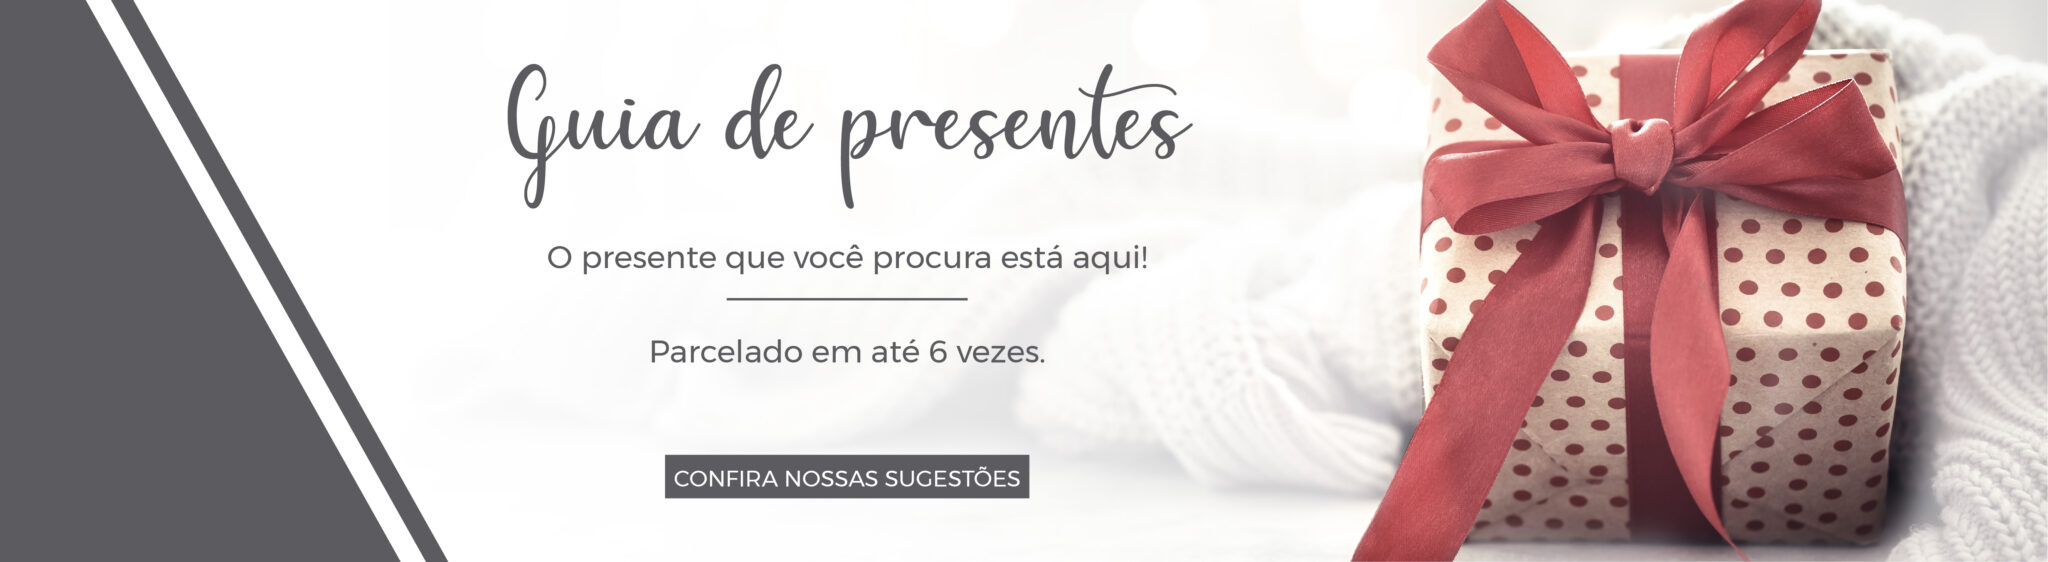 Guia de presentes
O presente que você procura está aqui!
Parcelado em até 6 vezes.
CONFIRA NOSSAS SUGESTÕES